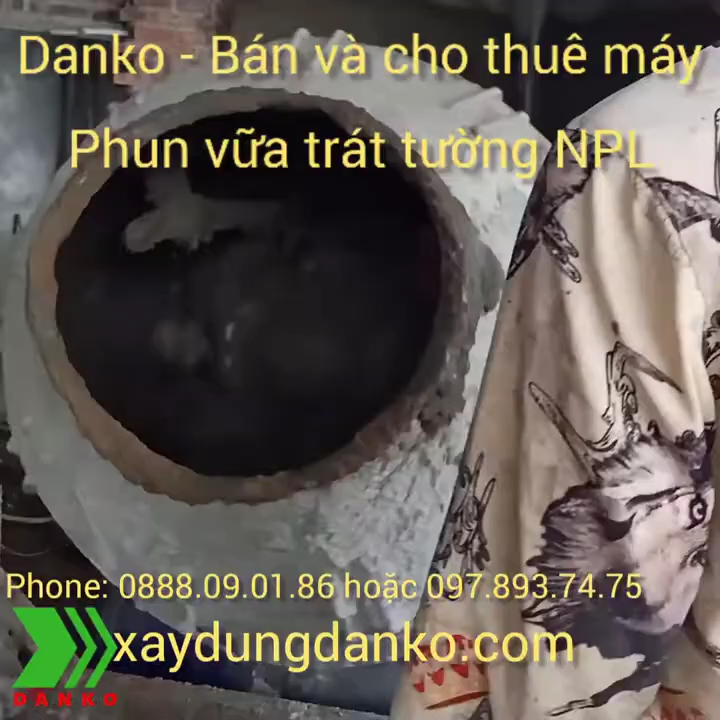 Danko - Bán và cho thuê máy
Phun vữa trát tường NPL
Phone: 0888.09.01.86 hoặc 097.893.74.75
xaydungdanko.com
DANKO